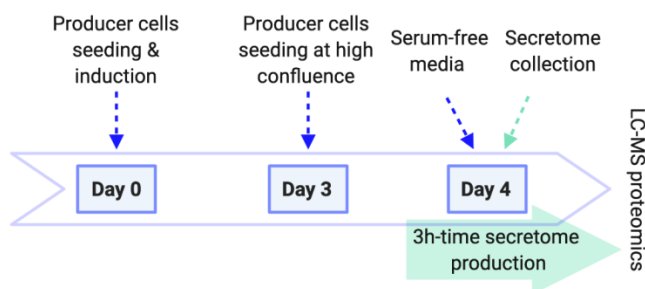 Producer cells
seeding &
induction
Producer cells
seeding at high
confluence
Serum-free
media
Secretome
collection
Day 0
Day 3
Day 4
3h-time secretome
production
LC-MS proteomics